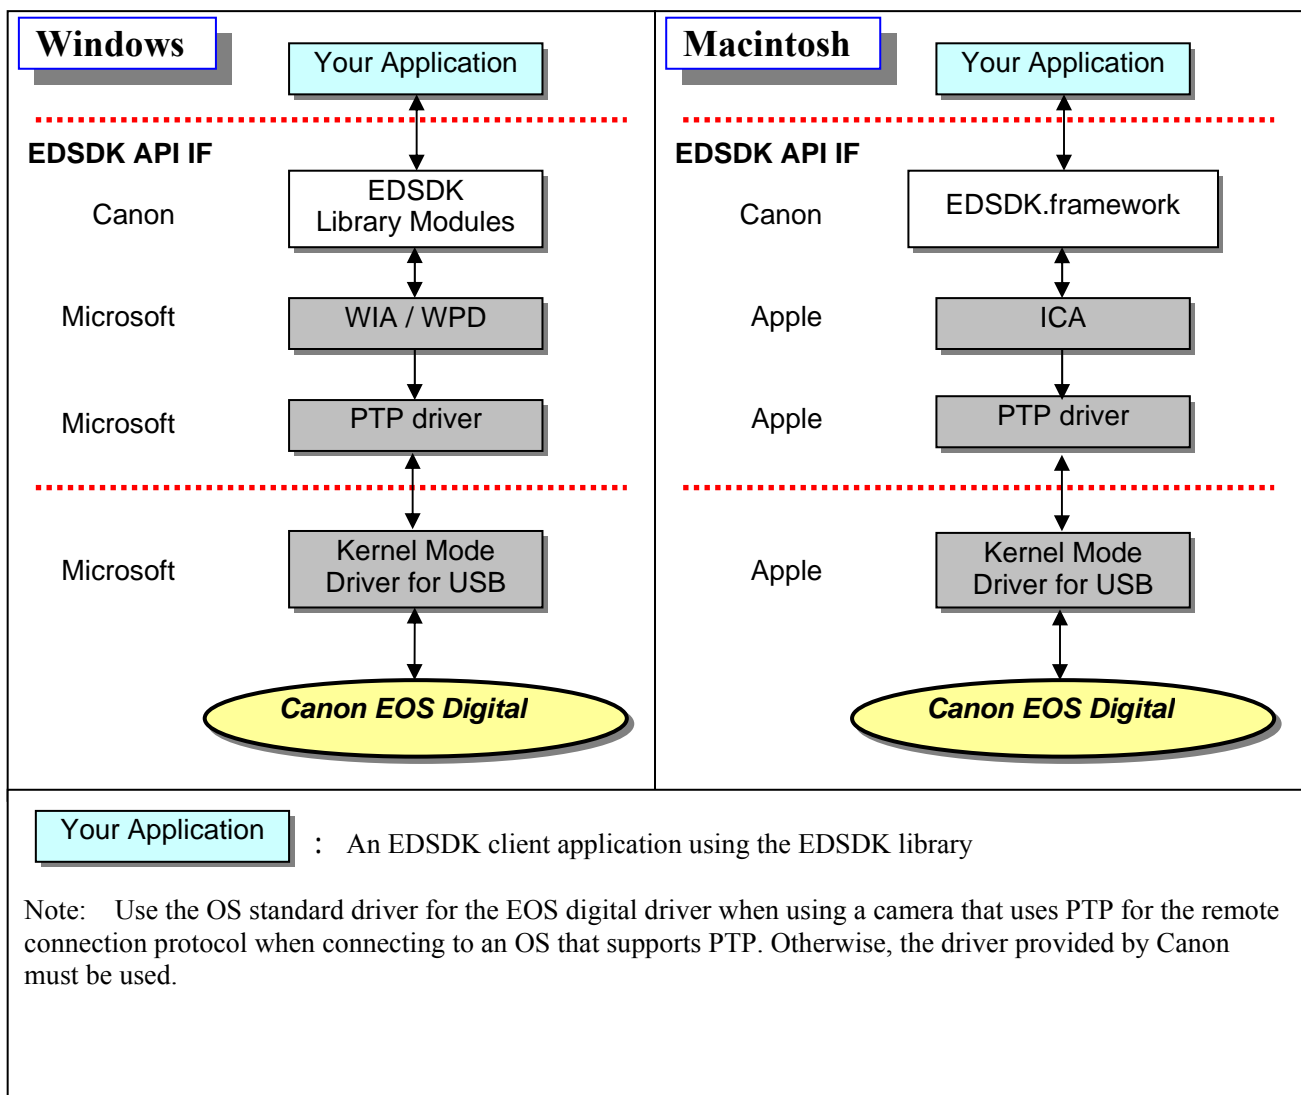 Windows
Your Application
EDSDK API IF
Canon
EDSDK
Library Modules
Microsoft
WIA / WPD
Microsoft
PTP driver
Microsoft
Kernel Mode
Driver for USB
Canon EOS Digital
Macintosh
Your Application
EDSDK API IF
Canon
EDSDK.framework
Apple
ICA
Apple
PTP driver
Apple
Kernel Mode
Driver for USB
Canon EOS Digital
Your Application : An EDSDK client application using the EDSDK library
Note: Use the OS standard driver for the EOS digital driver when using a camera that uses PTP for the remote
connection protocol when connecting to an OS that supports PTP. Otherwise, the driver provided by Canon
must be used.